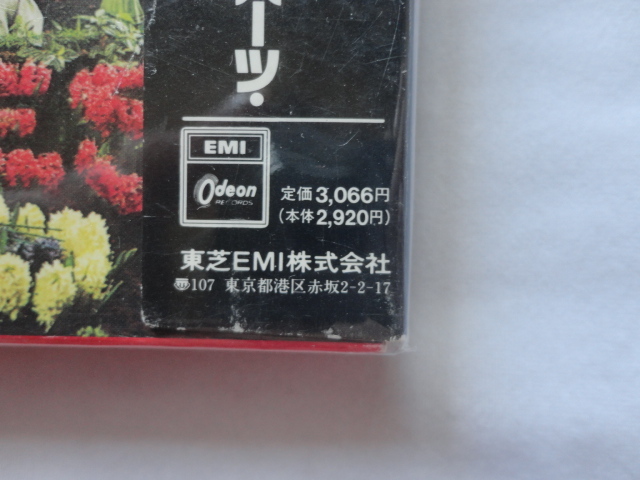 ーツ・
EMI
Odeon
RECORDS
定価3,066円
(本体2,920円)
東芝EMI株式会社
〒107 東京都港区赤坂2-2-17